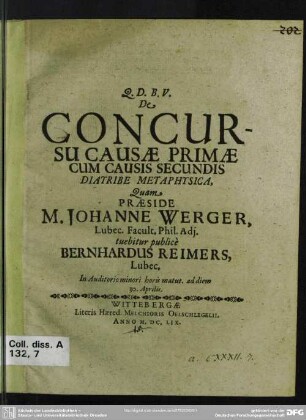 202
Q. D. B. V.
De
CONCUR-
SU CAUSÆ PRIMÆ
CUM CAUSIS SECUNDIS
DIATRIBE METAPHYSICA,
Quam
PRÆSIDE
M. JOHANNE WERGER,
Lubec. Facult. Phil. Adj.
tuebitur publicè
BERNHARDUS REIMERS,
Lubec.
In Auditorio minori horis matut. ad diem
30. Aprilis.
WITTEBERGÆ
Literis Hæred. MELCHIORIS OELSCHLEGELII,
ANNO M. DC. LIX.
Coll. diss. A
132, 7